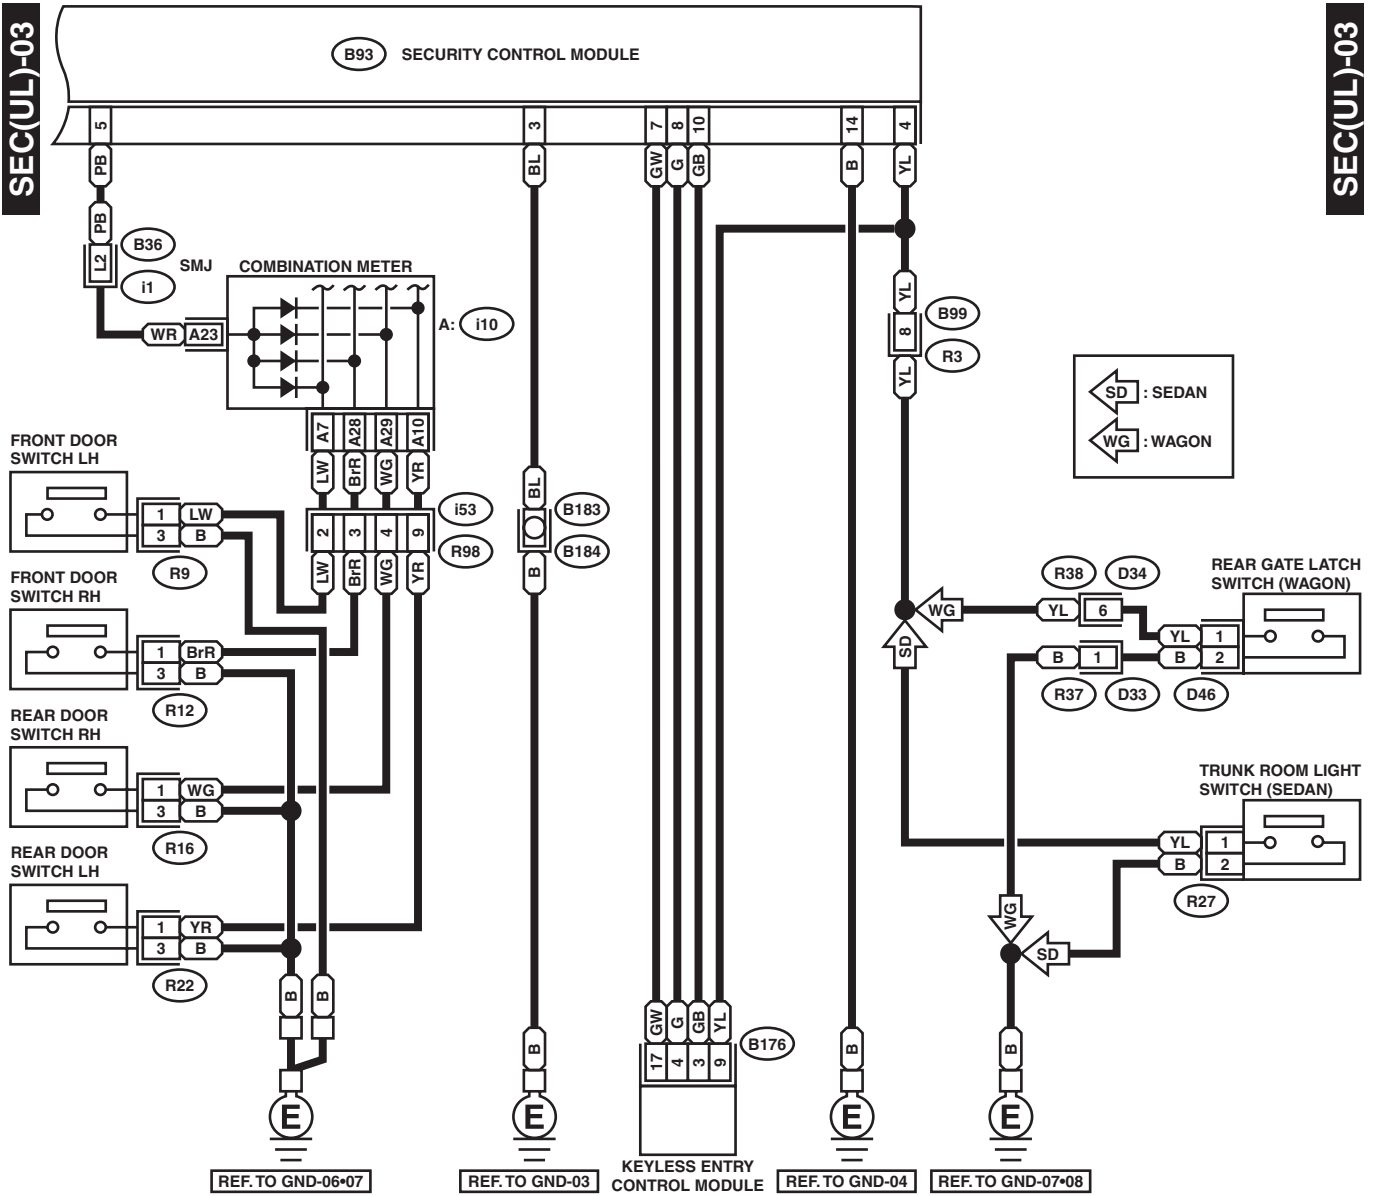 SEC(UL)-03
SEC(UL)-03
B93 SECURITY CONTROL MODULE
5 3 7 8 10 14 4
PB BL GW G GB B YL
PB
L2
B36
i1
SMJ
COMBINATION METER
WR A23
A: i10
YL
8
YL
B99
R3
SD : SEDAN
WG : WAGON
A7 A28 A29 A10
LW BrR WG YR
2 3 4 9
LW BrR WG YR
i53
R98
BL
B
B183
B184
FRONT DOOR
SWITCH LH
1 LW
3 B
R9
FRONT DOOR
SWITCH RH
1 BrR
3 B
R12
REAR DOOR
SWITCH RH
1 WG
3 B
R16
REAR DOOR
SWITCH LH
1 YR
3 B
R22
B B
WG
SD
R38 D34
YL 6
B 1
R37 D33
REAR GATE LATCH
SWITCH (WAGON)
YL 1
B 2
D46
TRUNK ROOM LIGHT
SWITCH (SEDAN)
YL 1
B 2
R27
WG
SD
GW G GB YL
17 4 3 9
B176
B B B
E E E E
KEYLESS ENTRY
CONTROL MODULE
REF. TO GND-06•07
REF. TO GND-03
REF. TO GND-04
REF. TO GND-07•08